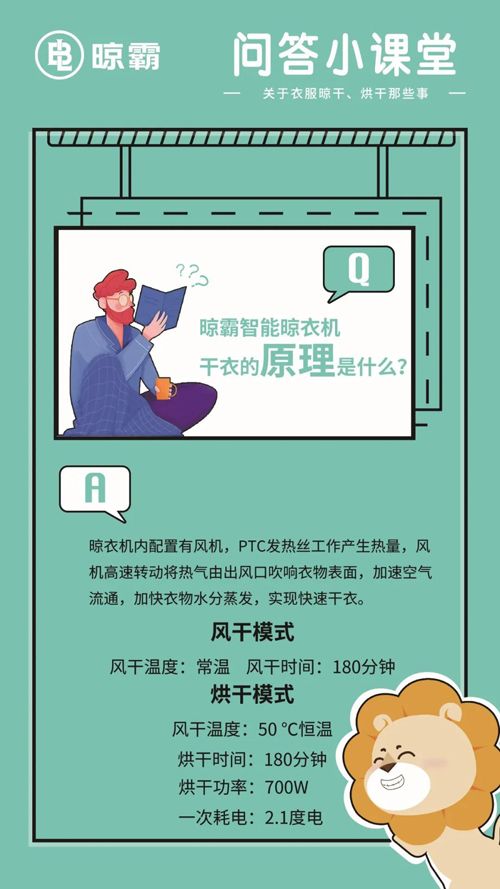 晾霸
问答小课堂
关于衣服晾干、烘干那些事
Q
晾霸智能晾衣机
干衣的原理是什么?
A
晾衣机内配置有风机，PTC发热丝工作产生热量，风
机高速转动将热气由出风口吹响衣物表面，加速空气
流通，加快衣物水分蒸发，实现快速干衣。
风干模式
风干温度：常温 风干时间：180分钟
烘干模式
风干温度：50 ℃恒温
烘干时间：180分钟
烘干功率：700W
一次耗电：2.1度电